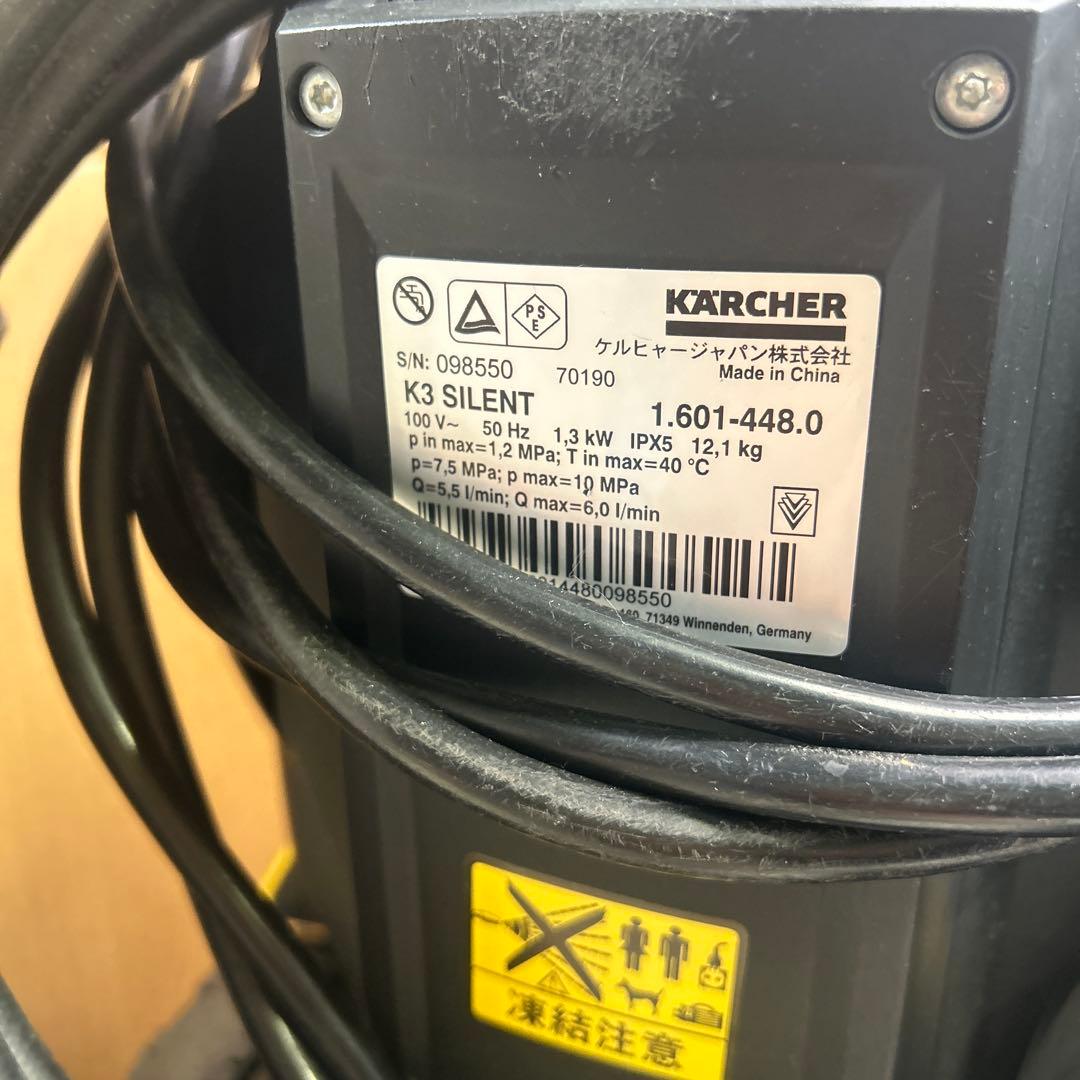 PSE
KÄRCHER
ケルヒャージャパン株式会社
Made in China
S/N: 098550 70190
K3 SILENT 1.601-448.0
100 V~ 50 Hz 1,3 kW IPX5 12,1 kg
p in max=1,2 MPa; T in max=40 °C
p=7,5 MPa; p max=10 MPa
Q=5,5 l/min; Q max=6,0 l/min
14480098550
71349 Winnenden, Germany
凍結注意